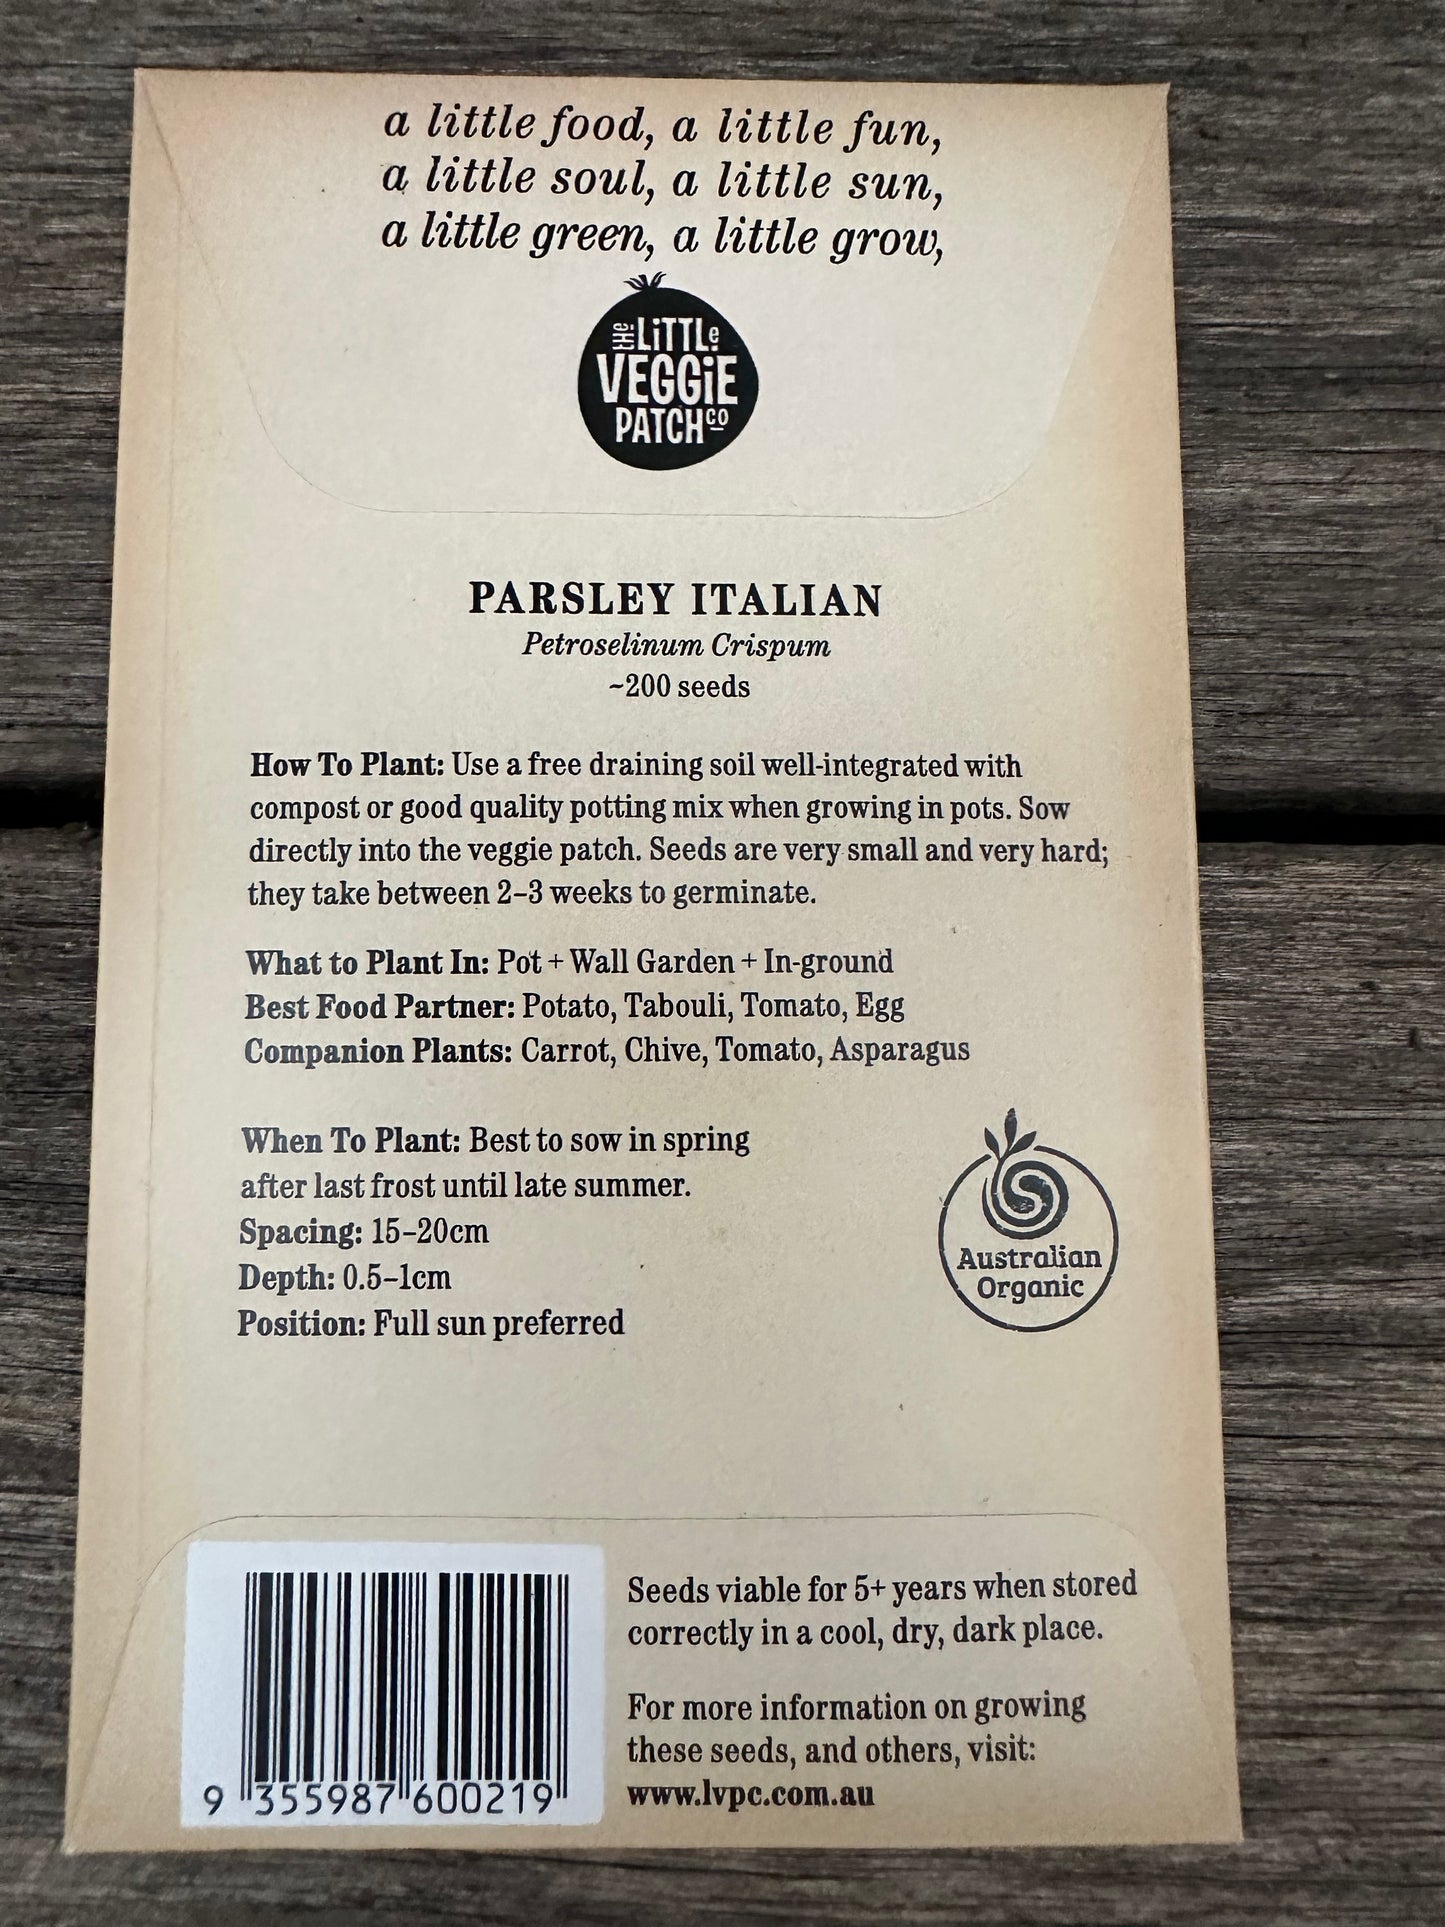 a little food, a little fun,
a little soul, a little sun,
a little green, a little grow,
THE LiTTLe
VEGGiE
PATCH CO
PARSLEY ITALIAN
Petroselinum Crispum
~200 seeds
How To Plant: Use a free draining soil well-integrated with
compost or good quality potting mix when growing in pots. Sow
directly into the veggie patch. Seeds are very small and very hard;
they take between 2–3 weeks to germinate.
What to Plant In: Pot + Wall Garden + In-ground
Best Food Partner: Potato, Tabouli, Tomato, Egg
Companion Plants: Carrot, Chive, Tomato, Asparagus
When To Plant: Best to sow in spring
after last frost until late summer.
Spacing: 15–20cm
Depth: 0.5–1cm
Position: Full sun preferred
Australian
Organic
Seeds viable for 5+ years when stored
correctly in a cool, dry, dark place.
For more information on growing
these seeds, and others, visit:
www.lvpc.com.au
9 355987 600219